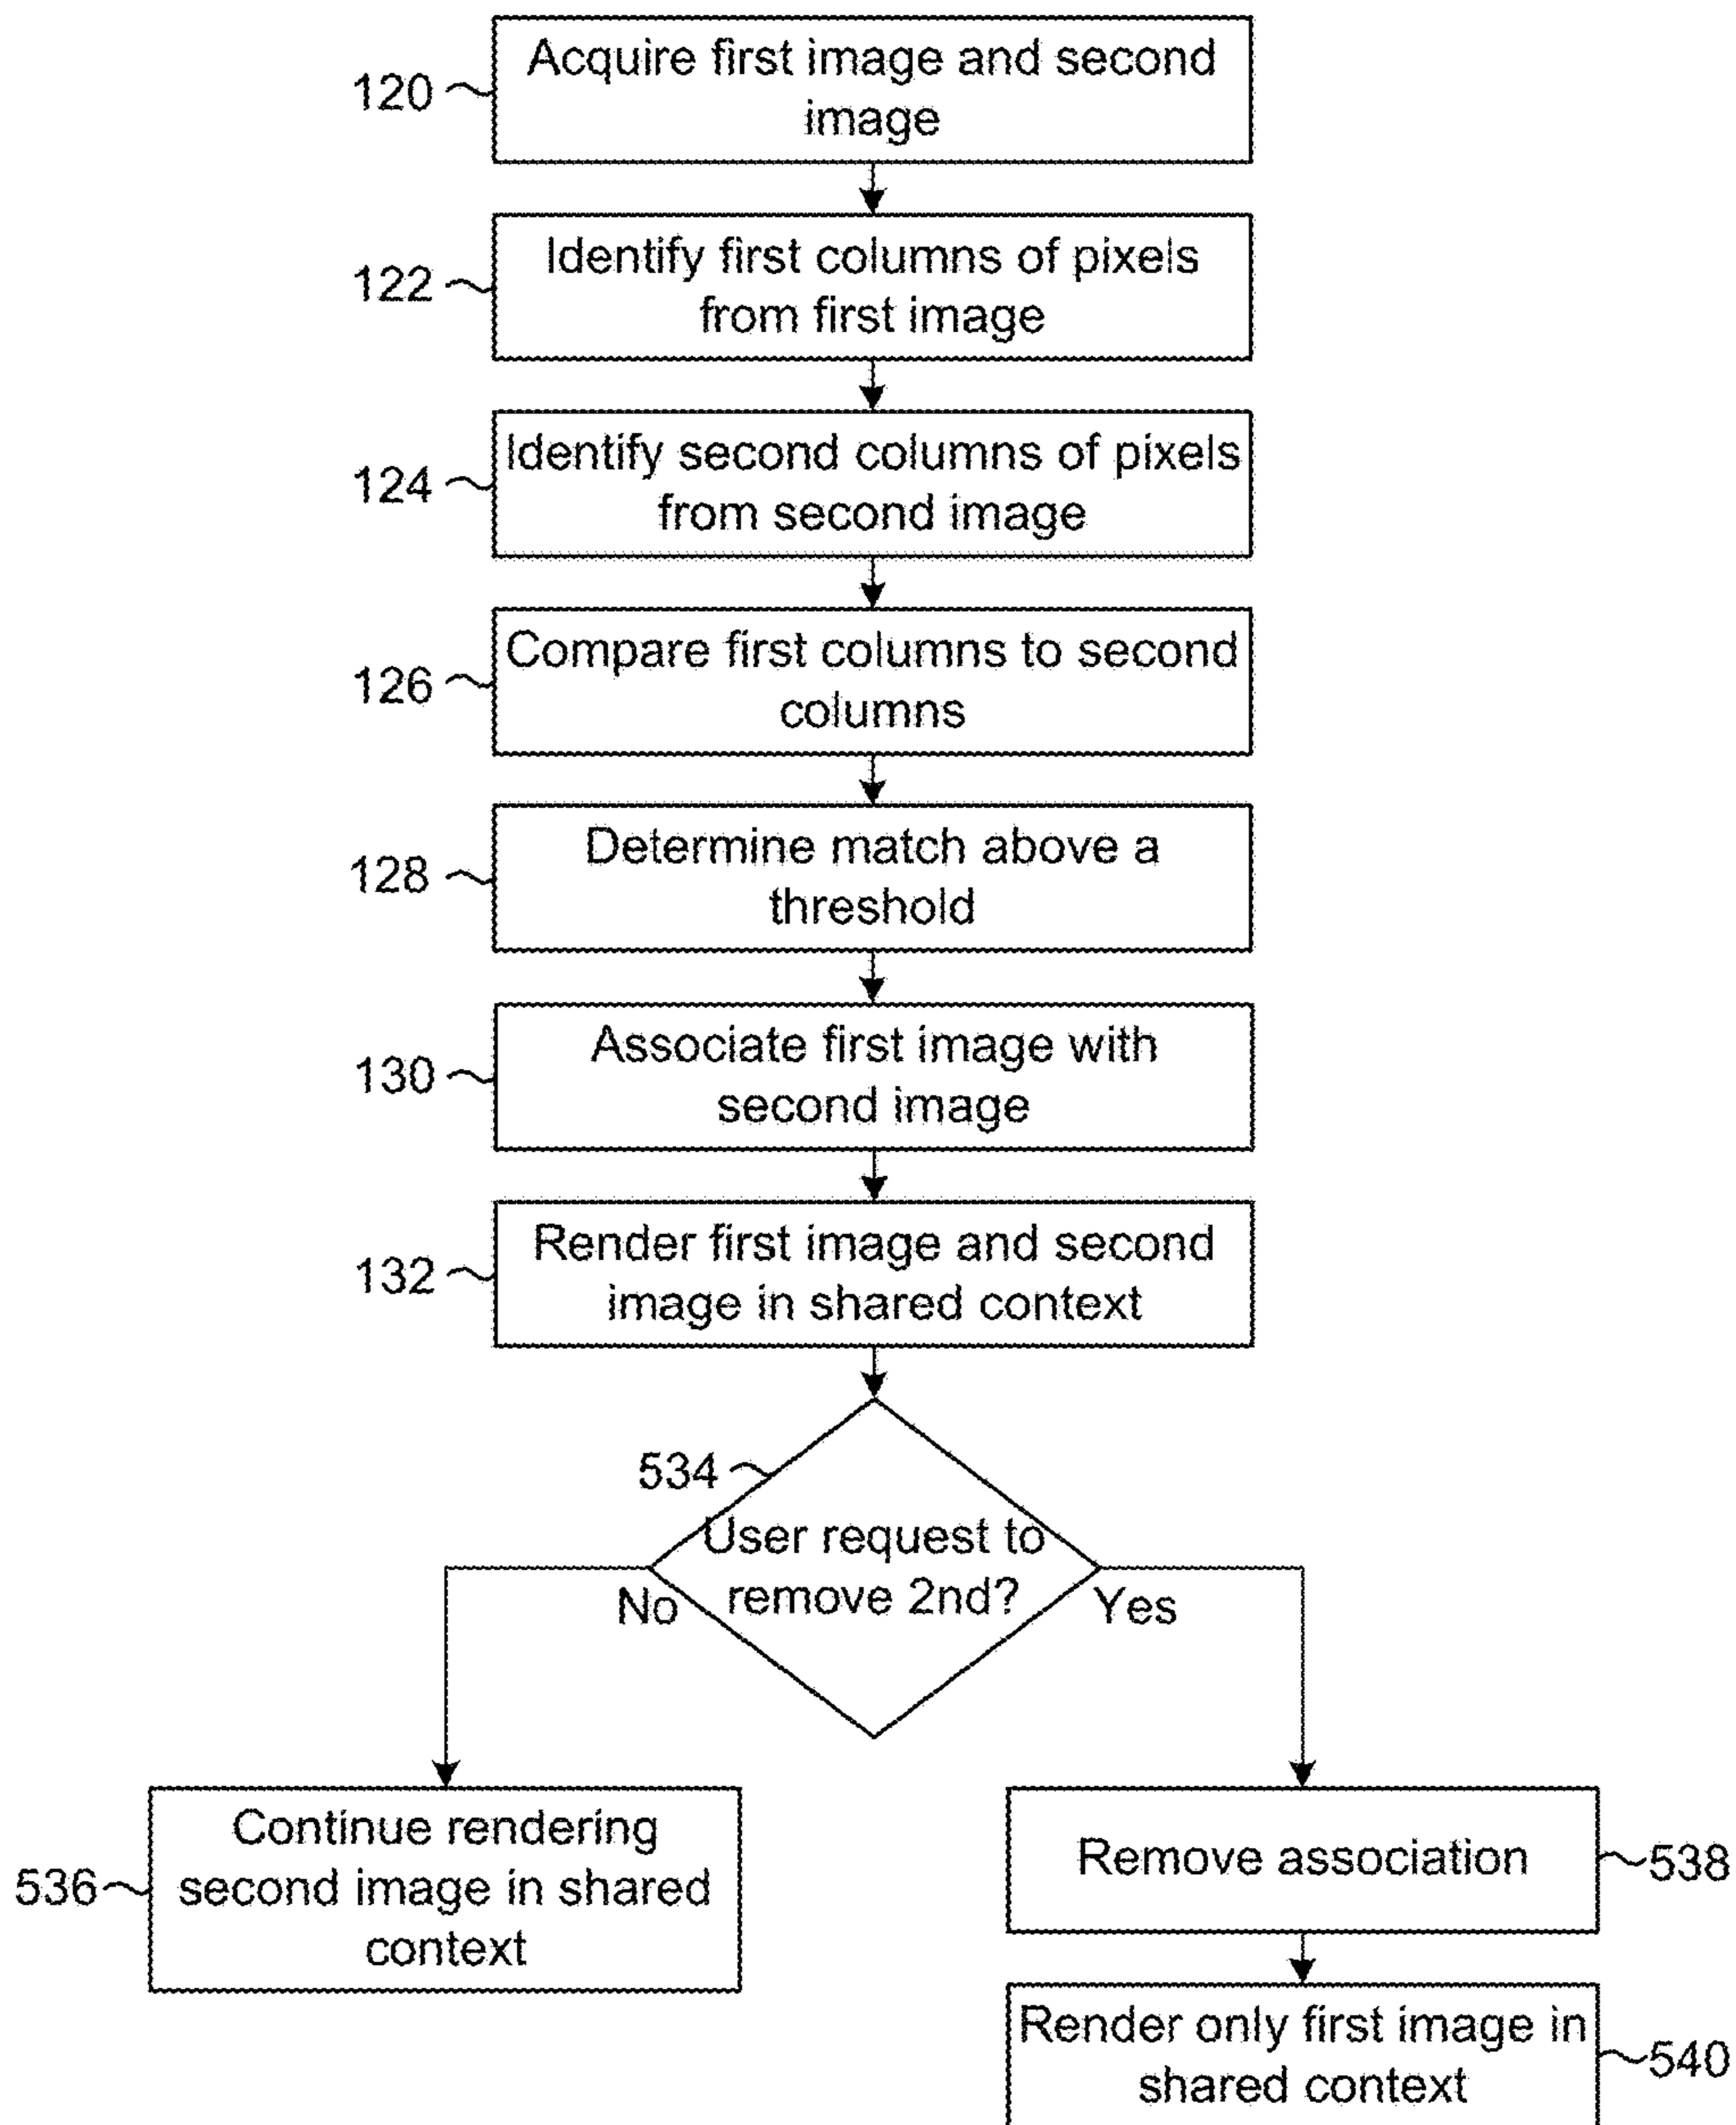 120
Acquire first image and second
image
122
Identify first columns of pixels
from first image
124
Identify second columns of pixels
from second image
126
Compare first columns to second
columns
128
Determine match above a
threshold
130
Associate first image with
second image
132
Render first image and second
image in shared context
534
User request to
remove 2nd?
No
Yes
536
Continue rendering
second image in shared
context
Remove association
538
Render only first image in
shared context
540